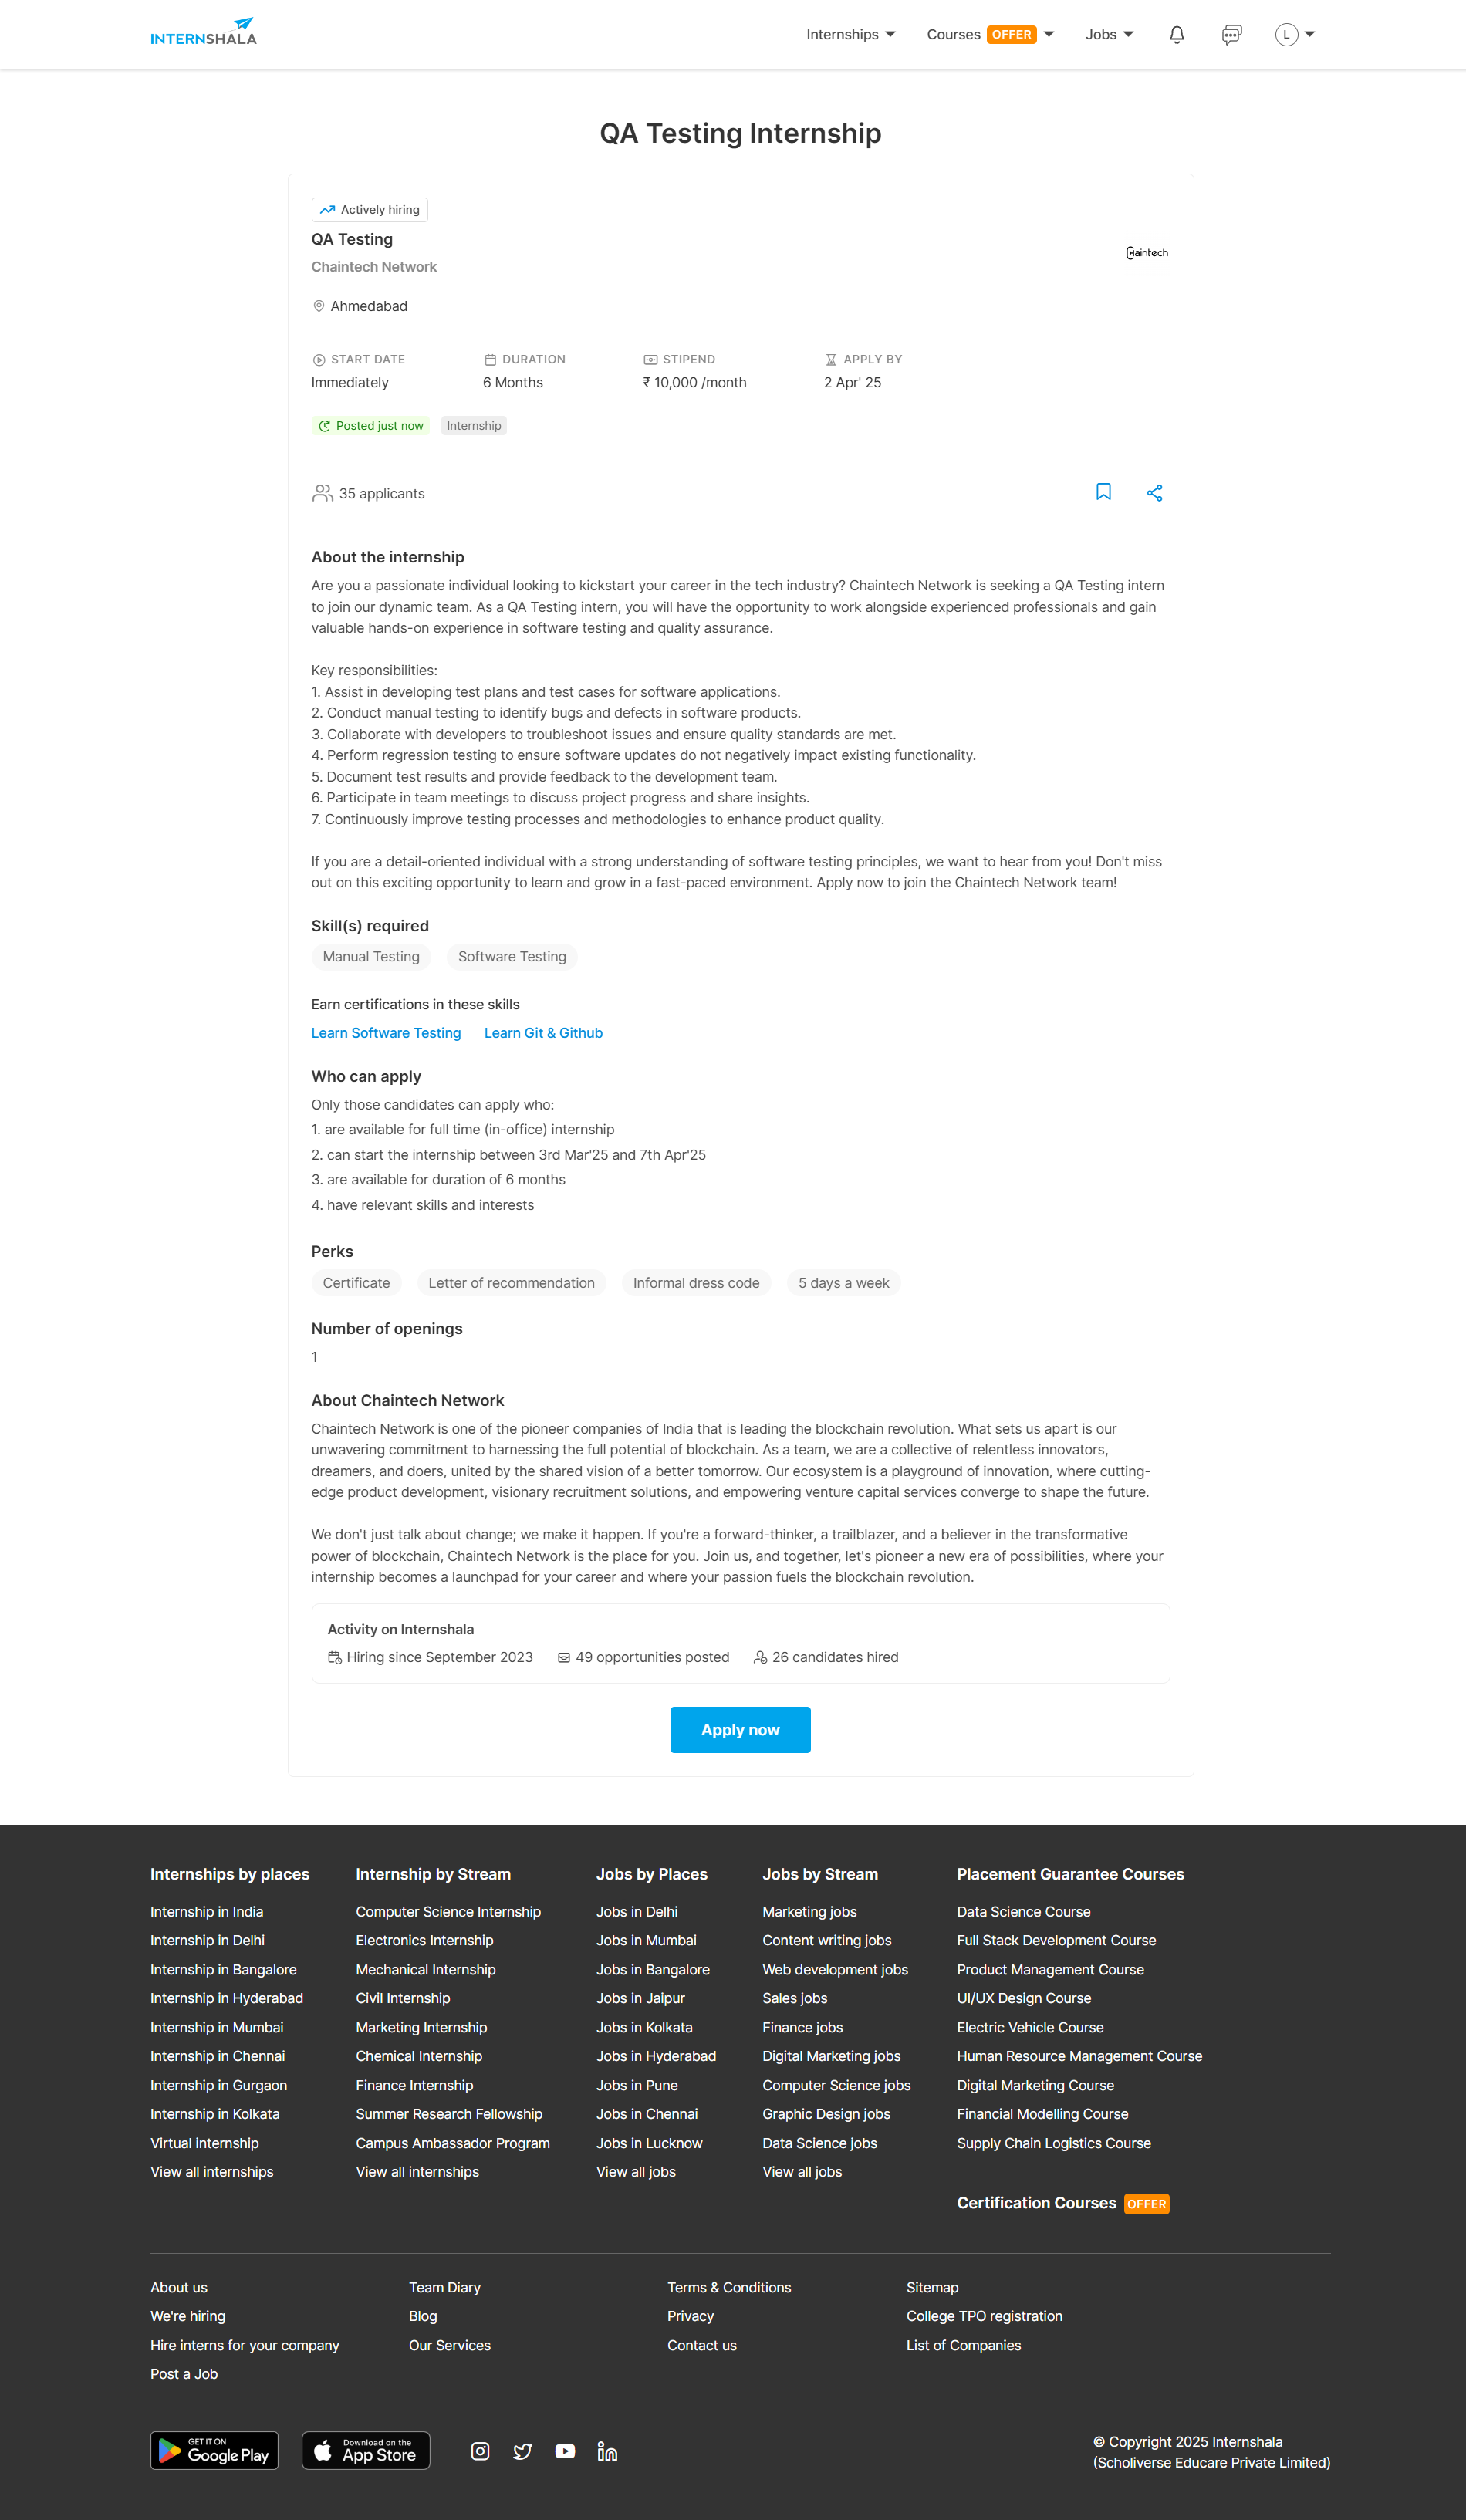 INTERNSHALA
Internships Courses OFFER Jobs L
QA Testing Internship
Actively hiring
QA Testing
Chaintech Network
Chaintech
Ahmedabad
START DATE DURATION STIPEND APPLY BY
Immediately 6 Months ₹ 10,000 /month 2 Apr' 25
Posted just now Internship
35 applicants
About the internship
Are you a passionate individual looking to kickstart your career in the tech industry? Chaintech Network is seeking a QA Testing intern
to join our dynamic team. As a QA Testing intern, you will have the opportunity to work alongside experienced professionals and gain
valuable hands-on experience in software testing and quality assurance.
Key responsibilities:
1. Assist in developing test plans and test cases for software applications.
2. Conduct manual testing to identify bugs and defects in software products.
3. Collaborate with developers to troubleshoot issues and ensure quality standards are met.
4. Perform regression testing to ensure software updates do not negatively impact existing functionality.
5. Document test results and provide feedback to the development team.
6. Participate in team meetings to discuss project progress and share insights.
7. Continuously improve testing processes and methodologies to enhance product quality.
If you are a detail-oriented individual with a strong understanding of software testing principles, we want to hear from you! Don't miss
out on this exciting opportunity to learn and grow in a fast-paced environment. Apply now to join the Chaintech Network team!
Skill(s) required
Manual Testing Software Testing
Earn certifications in these skills
Learn Software Testing Learn Git & Github
Who can apply
Only those candidates can apply who:
1. are available for full time (in-office) internship
2. can start the internship between 3rd Mar'25 and 7th Apr'25
3. are available for duration of 6 months
4. have relevant skills and interests
Perks
Certificate Letter of recommendation Informal dress code 5 days a week
Number of openings
1
About Chaintech Network
Chaintech Network is one of the pioneer companies of India that is leading the blockchain revolution. What sets us apart is our
unwavering commitment to harnessing the full potential of blockchain. As a team, we are a collective of relentless innovators,
dreamers, and doers, united by the shared vision of a better tomorrow. Our ecosystem is a playground of innovation, where cutting-
edge product development, visionary recruitment solutions, and empowering venture capital services converge to shape the future.
We don't just talk about change; we make it happen. If you're a forward-thinker, a trailblazer, and a believer in the transformative
power of blockchain, Chaintech Network is the place for you. Join us, and together, let's pioneer a new era of possibilities, where your
internship becomes a launchpad for your career and where your passion fuels the blockchain revolution.
Activity on Internshala
Hiring since September 2023 49 opportunities posted 26 candidates hired
Apply now
Internships by places Internship by Stream Jobs by Places Jobs by Stream Placement Guarantee Courses
Internship in India Computer Science Internship Jobs in Delhi Marketing jobs Data Science Course
Internship in Delhi Electronics Internship Jobs in Mumbai Content writing jobs Full Stack Development Course
Internship in Bangalore Mechanical Internship Jobs in Bangalore Web development jobs Product Management Course
Internship in Hyderabad Civil Internship Jobs in Jaipur Sales jobs UI/UX Design Course
Internship in Mumbai Marketing Internship Jobs in Kolkata Finance jobs Electric Vehicle Course
Internship in Chennai Chemical Internship Jobs in Hyderabad Digital Marketing jobs Human Resource Management Course
Internship in Gurgaon Finance Internship Jobs in Pune Computer Science jobs Digital Marketing Course
Internship in Kolkata Summer Research Fellowship Jobs in Chennai Graphic Design jobs Financial Modelling Course
Virtual internship Campus Ambassador Program Jobs in Lucknow Data Science jobs Supply Chain Logistics Course
View all internships View all internships View all jobs View all jobs
Certification Courses OFFER
About us Team Diary Terms & Conditions Sitemap
We're hiring Blog Privacy College TPO registration
Hire interns for your company Our Services Contact us List of Companies
Post a Job
GET IT ON
Google Play
Download on the
App Store
© Copyright 2025 Internshala
(Scholiverse Educare Private Limited)